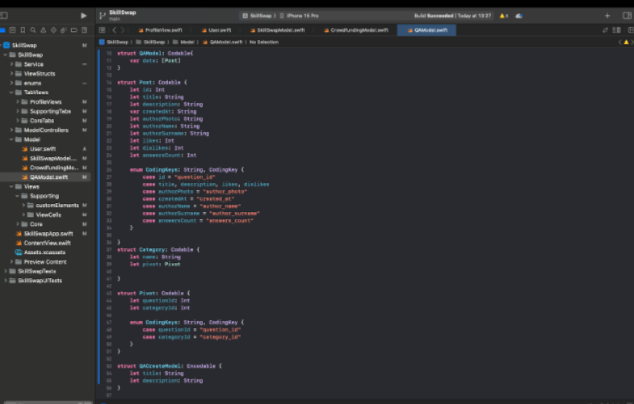 SkillSwap
main
SkillSwap
iPhone 15 Pro
Build Succeeded | Today at 19:37
ProfileView.swift
User.swift
SkillSwapModel.swift
CrowdfundingModel.swift
QAModel.swift
SkillSwap > SkillSwap > Model > QAModel.swift > No Selection
SkillSwap
SkillSwap
Service
ViewStructs
enums
TabViews
ProfileViews M
SupportingTabs M
CoreTabs M
ModelControllers M
Model
User.swift A
SkillSwapModel.... M
CrowdfundingMo... M
QAModel.swift M
Views
Supporting
customElements M
ViewCells M
Core M
SkillSwapApp.swift M
ContentView.swift
Assets.xcassets
Preview Content
SkillSwapTests
SkillSwapUITests
struct QAModel: Codable{
var data: [Post]
}
struct Post: Codable {
let id: Int
let title: String
let description: String
var createdAt: String
let authorPhoto: String
let authorName: String
let authorSurname: String
let likes: Int
let dislikes: Int
let answersCount: Int
enum CodingKeys: String, CodingKey {
case id = "question_id"
case title, description, likes, dislikes
case authorPhoto = "author_photo"
case createdAt = "created_at"
case authorName = "author_name"
case authorSurname = "author_surname"
case answersCount = "answers_count"
}
}
struct Category: Codable {
let name: String
let pivot: Pivot
}
struct Pivot: Codable {
let questionId: Int
let categoryId: Int
enum CodingKeys: String, CodingKey {
case questionId = "question_id"
case categoryId = "category_id"
}
}
struct QACreateModel: Encodable {
let title: String
let description: String
}